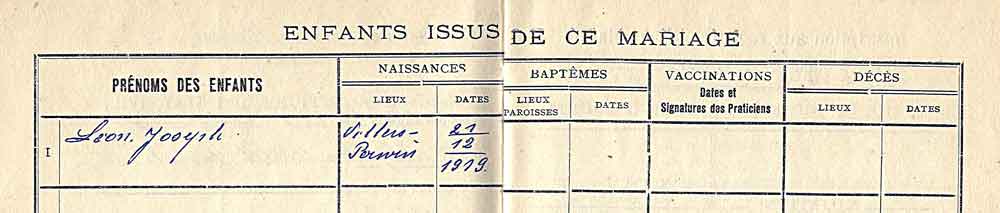 ENFANTS ISSUS DE CE MARIAGE
PRÉNOMS DES ENFANTS
NAISSANCES
BAPTÊMES
VACCINATIONS
Dates et
Signatures des Praticiens
DÉCÈS
LIEUX
DATES
LIEUX
PAROISSES
DATES
LIEUX
DATES
I
Léon. Joseph.
Villers-
Perwin
21
12
1919.